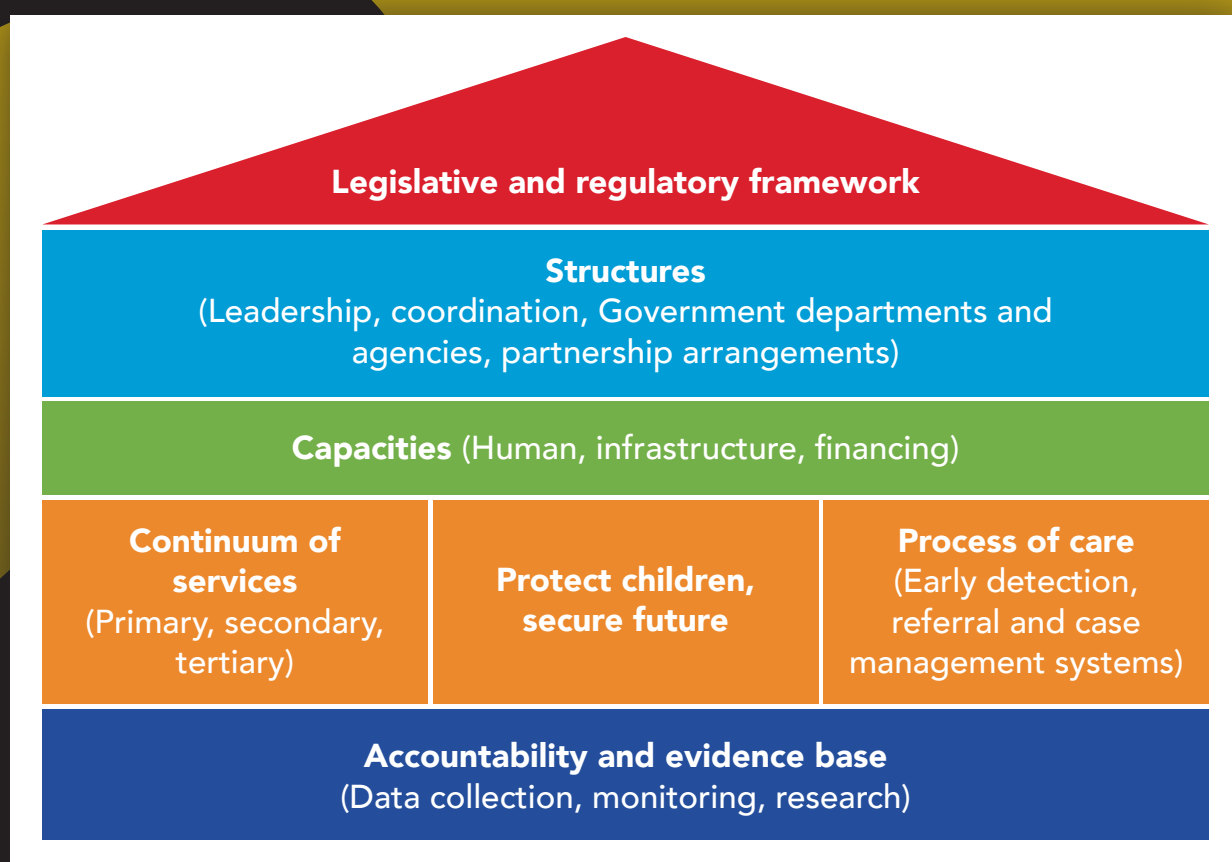 Legislative and regulatory framework
Structures
(Leadership, coordination, Government departments and
agencies, partnership arrangements)
Capacities (Human, infrastructure, financing)
Continuum of
services
(Primary, secondary,
tertiary)
Protect children,
secure future
Process of care
(Early detection,
referral and case
management systems)
Accountability and evidence base
(Data collection, monitoring, research)